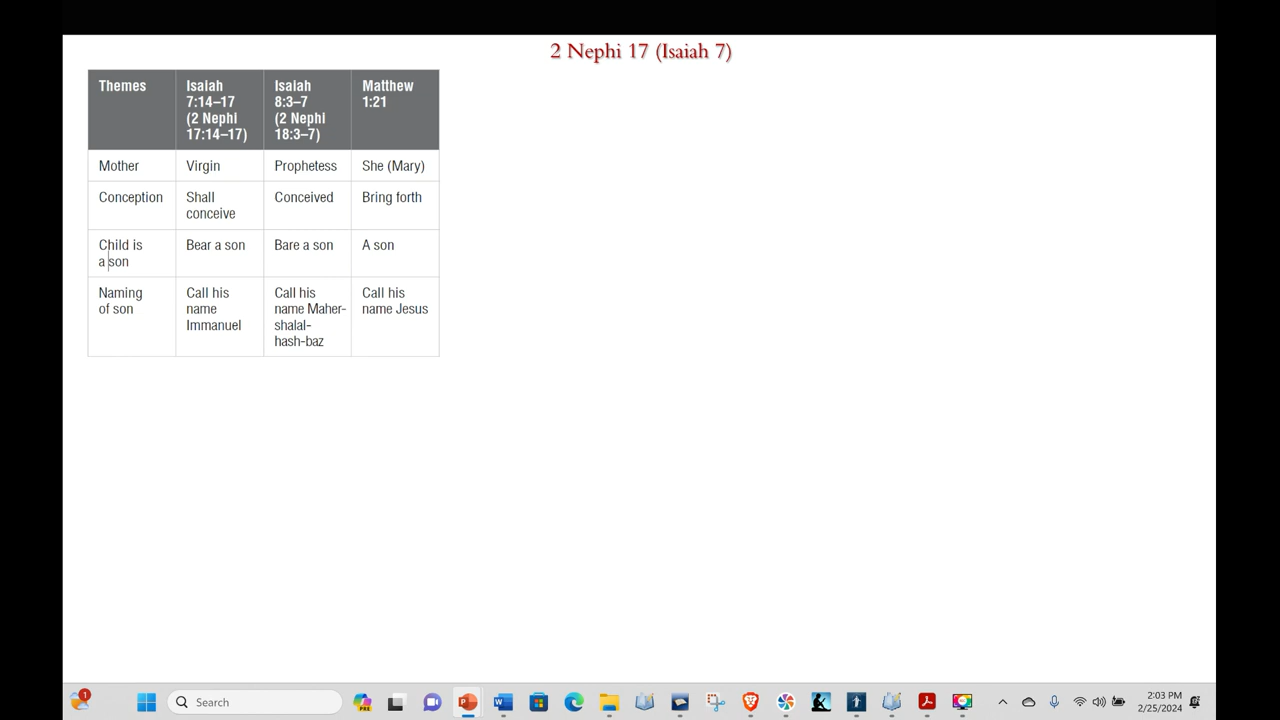 2 Nephi 17 (Isaiah 7)
Themes
Isaiah
7:14–17
(2 Nephi
17:14–17)
Isaiah
8:3–7
(2 Nephi
18:3–7)
Matthew
1:21
Mother
Virgin
Prophetess
She (Mary)
Conception
Shall
conceive
Conceived
Bring forth
Child is
a son
Bear a son
Bare a son
A son
Naming
of son
Call his
name
Immanuel
Call his
name Maher-
shalal-
hash-baz
Call his
name Jesus
1
Search
PRE
2:03 PM
2/25/2024